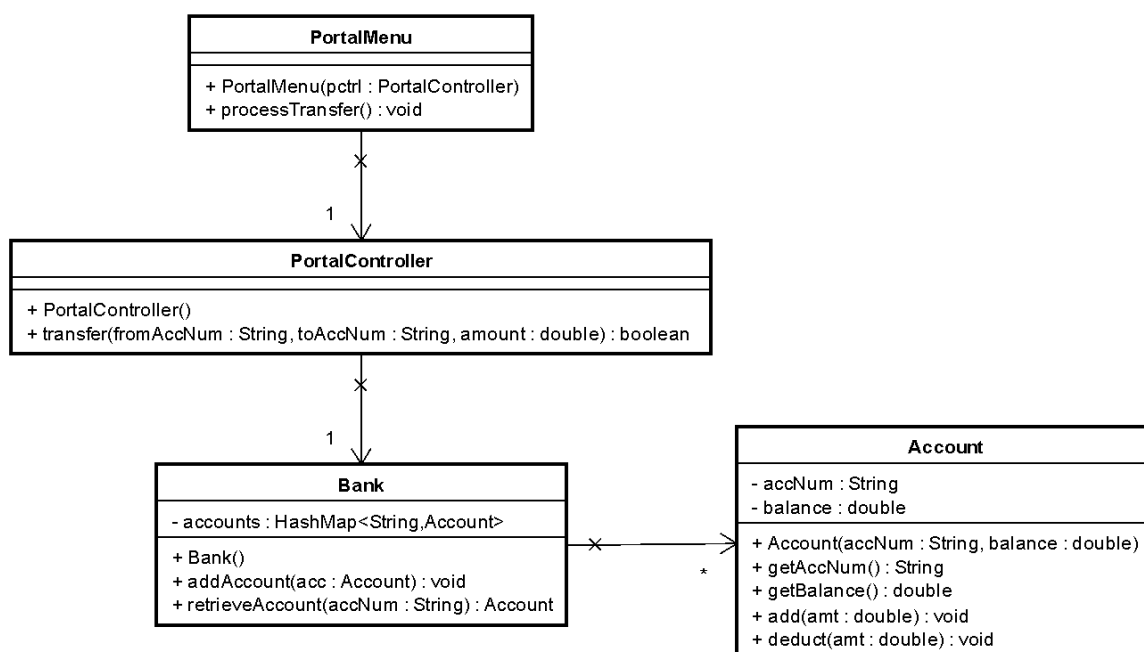 PortalMenu
+ PortalMenu(pctrl : PortalController)
+ processTransfer() : void
1
PortalController
+ PortalController()
+ transfer(fromAccNum : String, toAccNum : String, amount : double) : boolean
1
Bank
- accounts : HashMap<String,Account>
+ Bank()
+ addAccount(acc : Account) : void
+ retrieveAccount(accNum : String) : Account
*
Account
- accNum : String
- balance : double
+ Account(accNum : String, balance : double)
+ getAccNum() : String
+ getBalance() : double
+ add(amt : double) : void
+ deduct(amt : double) : void